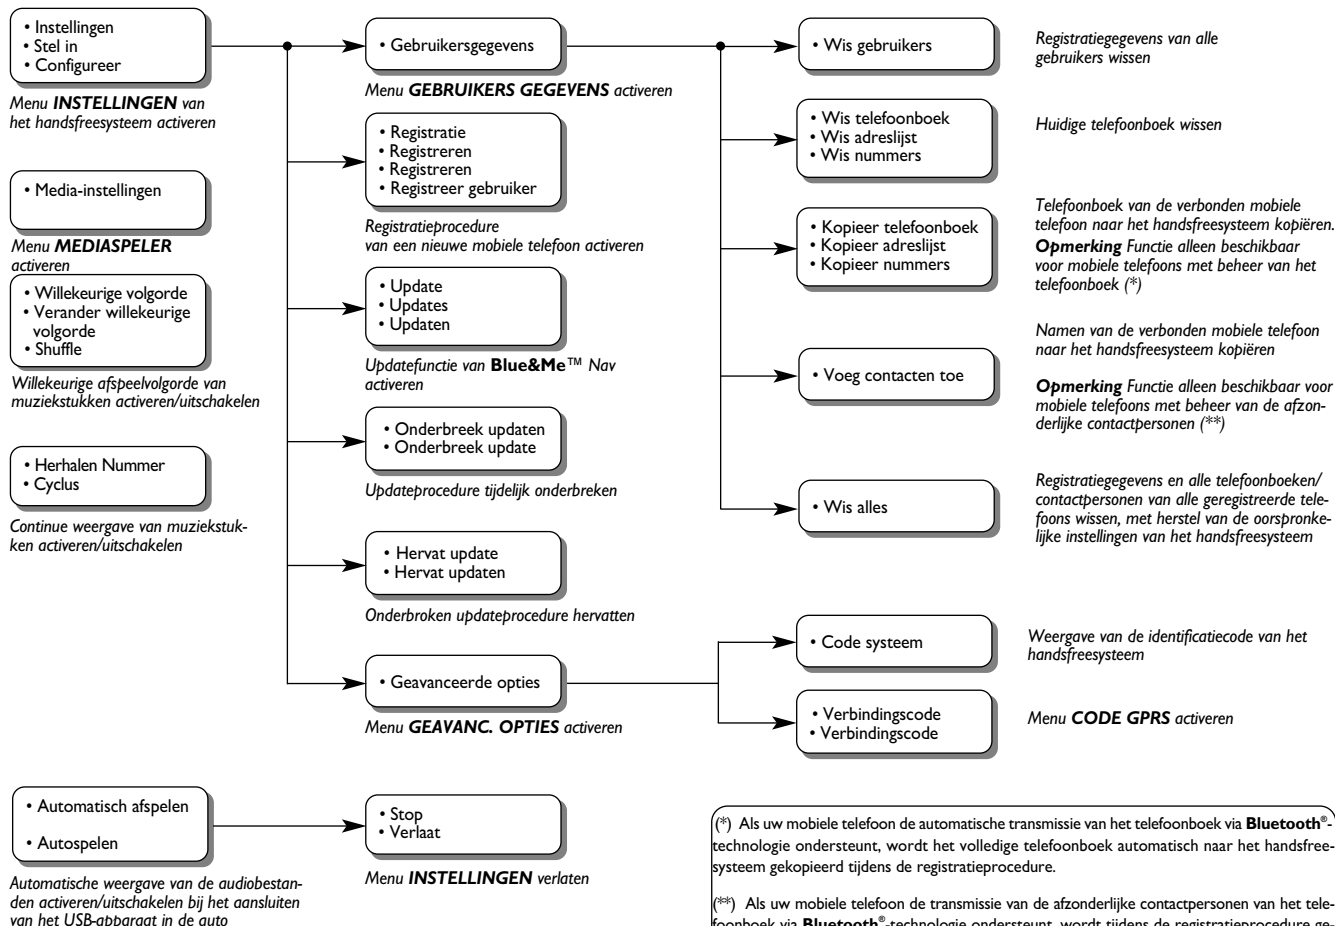 • Instellingen
• Stel in
• Configureer
Menu INSTELLINGEN van
het handsfreesysteem activeren
• Media-instellingen
Menu MEDIASPELER
activeren
• Willekeurige volgorde
• Verander willekeurige
volgorde
• Shuffle
Willekeurige afspeelvolgorde van
muziekstukken activeren/uitschakelen
• Herhalen Nummer
• Cyclus
Continue weergave van muziekstuk-
ken activeren/uitschakelen
• Gebruikersgegevens
Menu GEBRUIKERS GEGEVENS activeren
• Registratie
• Registreren
• Registreren
• Registreer gebruiker
Registratieprocedure
van een nieuwe mobiele telefoon activeren
• Update
• Updates
• Updaten
Updatefunctie van Blue&Me™ Nav
activeren
• Onderbreek updaten
• Onderbreek update
Updateprocedure tijdelijk onderbreken
• Hervat update
• Hervat updaten
Onderbroken updateprocedure hervatten
• Geavanceerde opties
Menu GEAVANC. OPTIES activeren
• Wis gebruikers
Registratiegegevens van alle
gebruikers wissen
• Wis telefoonboek
• Wis adreslijst
• Wis nummers
Huidige telefoonboek wissen
• Kopieer telefoonboek
• Kopieer adreslijst
• Kopieer nummers
Telefoonboek van de verbonden mobiele
telefoon naar het handsfreesysteem kopiëren.
Opmerking Functie alleen beschikbaar
voor mobiele telefoons met beheer van het
telefoonboek (*)
• Voeg contacten toe
Namen van de verbonden mobiele telefoon
naar het handsfreesysteem kopiëren
Opmerking Functie alleen beschikbaar voor
mobiele telefoons met beheer van de afzon-
derlijke contactpersonen (**)
• Wis alles
Registratiegegevens en alle telefoonboeken/
contactpersonen van alle geregistreerde tele-
foons wissen, met herstel van de oorspronke-
lijke instellingen van het handsfreesysteem
• Code systeem
Weergave van de identificatiecode van het
handsfreesysteem
• Verbindingscode
• Verbindingscode
Menu CODE GPRS activeren
• Automatisch afspelen
• Autospelen
Automatische weergave van de audiobestan-
den activeren/uitschakelen bij het aansluiten
van het USB-apparaat in de auto
• Stop
• Verlaat
Menu INSTELLINGEN verlaten
(*) Als uw mobiele telefoon de automatische transmissie van het telefoonboek via Bluetooth®-
technologie ondersteunt, wordt het volledige telefoonboek automatisch naar het handsfree-
systeem gekopieerd tijdens de registratieprocedure.
(**) Als uw mobiele telefoon de transmissie van de afzonderlijke contactpersonen van het tele-
foonboek via Bluetooth®-technologie ondersteunt, wordt tijdens de registratieprocedure ge-